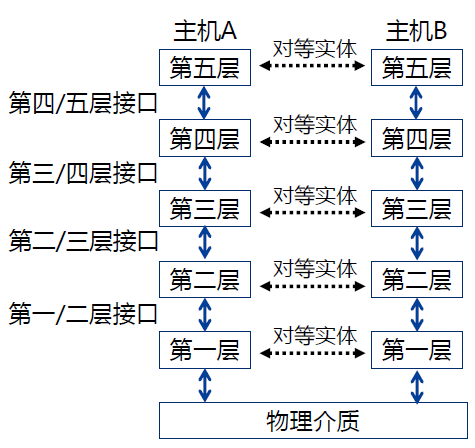 主机A 主机B
第五层 对等实体 第五层
第四/五层接口
第四层 对等实体 第四层
第三/四层接口
第三层 对等实体 第三层
第二/三层接口
第二层 对等实体 第二层
第一/二层接口
第一层 对等实体 第一层
物理介质